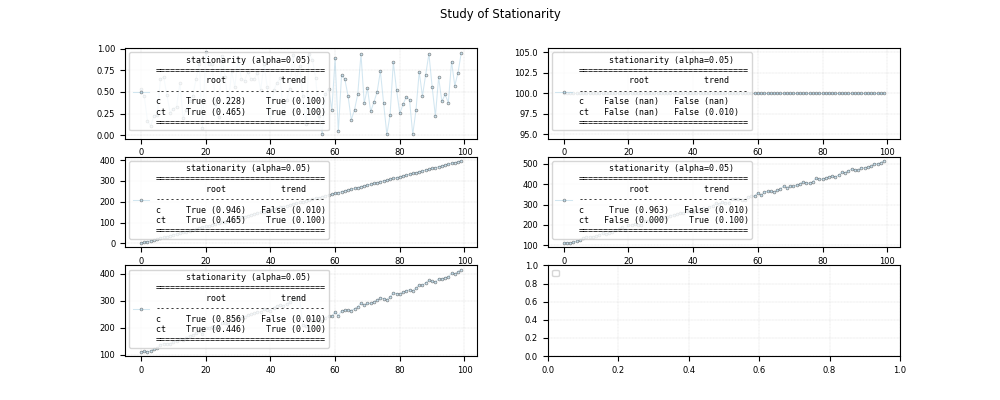 Study of Stationarity
1.00
0.75
0.50
0.25
0.00
stationarity (alpha=0.05)
root trend
c True (0.228) True (0.100)
ct True (0.465) True (0.100)
0 20 40 60 80 100
105.0
102.5
100.0
97.5
95.0
stationarity (alpha=0.05)
root trend
c False (nan) False (nan)
ct False (nan) False (0.010)
0 20 40 60 80 100
400
300
200
100
0
stationarity (alpha=0.05)
root trend
c True (0.946) False (0.010)
ct True (0.465) True (0.100)
0 20 40 60 80 100
500
400
300
200
100
stationarity (alpha=0.05)
root trend
c True (0.963) False (0.010)
ct False (0.000) True (0.100)
0 20 40 60 80 100
400
300
200
100
stationarity (alpha=0.05)
root trend
c True (0.856) False (0.010)
ct True (0.446) True (0.100)
0 20 40 60 80 100
1.0
0.8
0.6
0.4
0.2
0.0
0.0 0.2 0.4 0.6 0.8 1.0